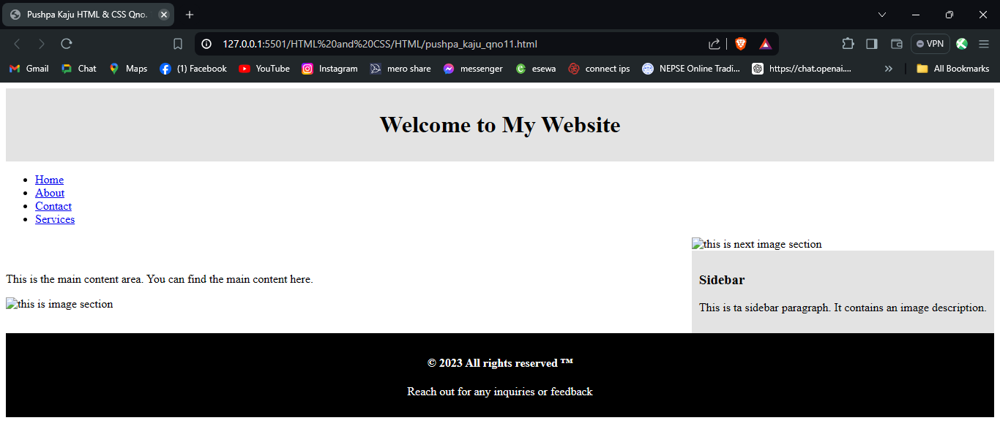 Pushpa Kaju HTML & CSS Qno.
127.0.0.1:5501/HTML%20and%20CSS/HTML/pushpa_kaju_qno11.html
VPN
Gmail Chat Maps (1) Facebook YouTube Instagram mero share messenger esewa connect ips NEPSE Online Tradi... https://chat.openai.... » All Bookmarks
Welcome to My Website
• Home
• About
• Contact
• Services
this is next image section
This is the main content area. You can find the main content here.
this is image section
Sidebar
This is ta sidebar paragraph. It contains an image description.
© 2023 All rights reserved ™
Reach out for any inquiries or feedback